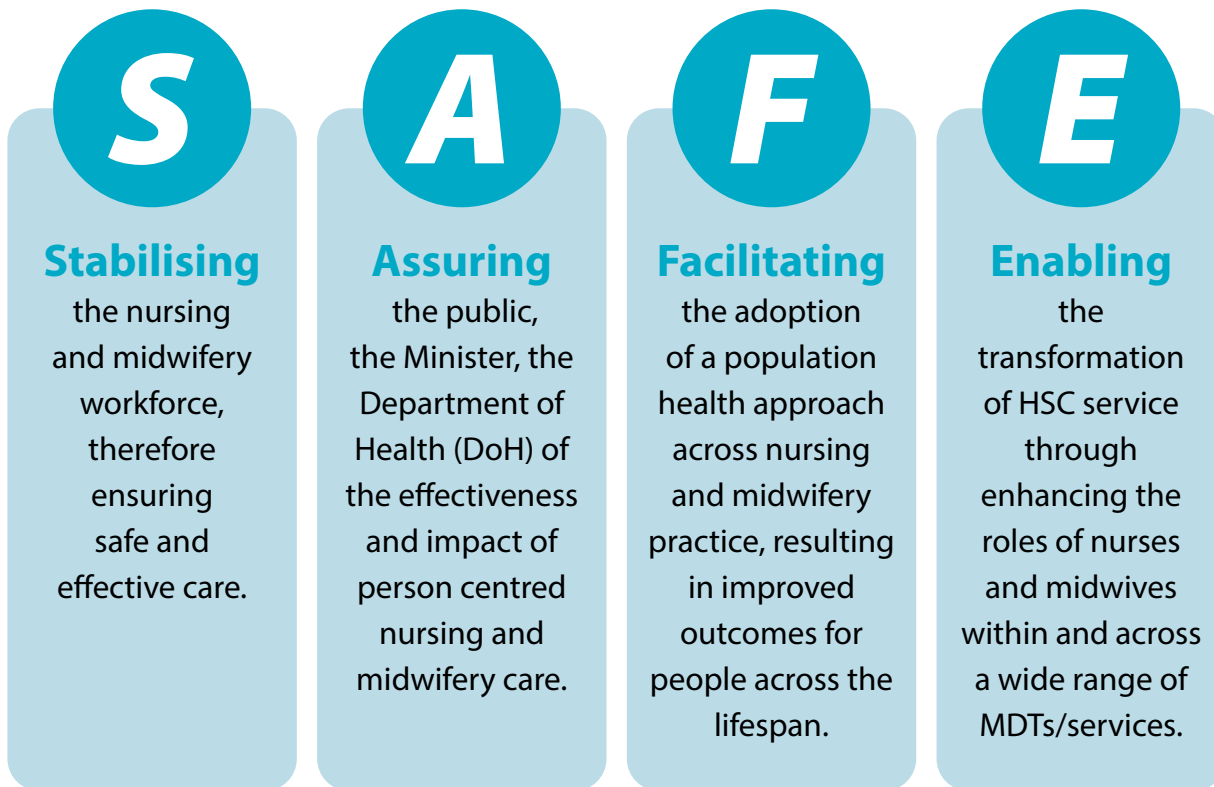 S
Stabilising
the nursing
and midwifery
workforce,
therefore
ensuring
safe and
effective care.
A
Assuring
the public,
the Minister, the
Department of
Health (DoH) of
the effectiveness
and impact of
person centred
nursing and
midwifery care.
F
Facilitating
the adoption
of a population
health approach
across nursing
and midwifery
practice, resulting
in improved
outcomes for
people across the
lifespan.
E
Enabling
the
transformation
of HSC service
through
enhancing the
roles of nurses
and midwives
within and across
a wide range of
MDTs/services.